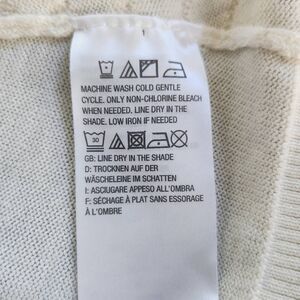 MACHINE WASH COLD GENTLE
CYCLE. ONLY NON-CHLORINE BLEACH
WHEN NEEDED. LINE DRY IN THE
SHADE. LOW IRON IF NEEDED
30
GB: LINE DRY IN THE SHADE
D: TROCKNEN AUF DER
WÄSCHELEINE IM SCHATTEN
I: ASCIUGARE APPESO ALL'OMBRA
F: SÉCHAGE À PLAT SANS ESSORAGE
À L'OMBRE